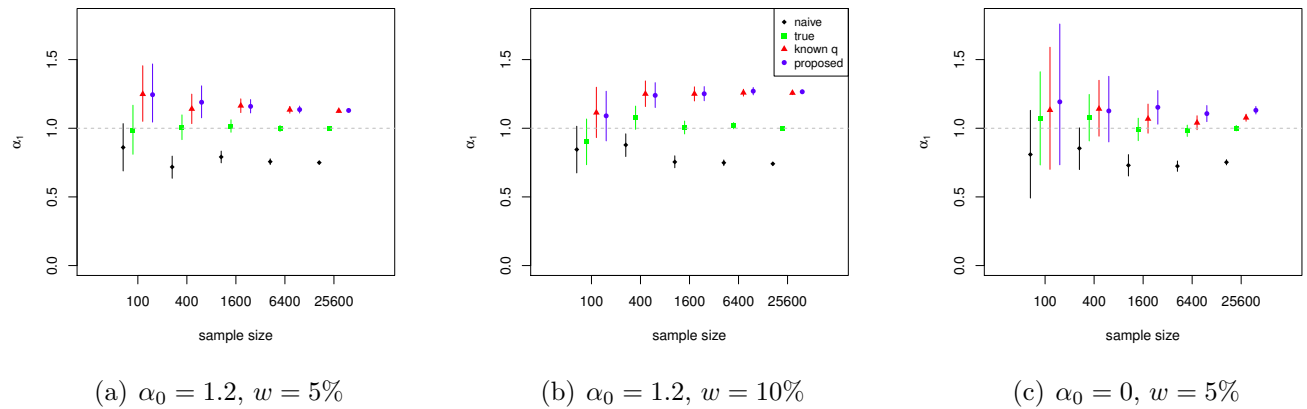 0.0 0.5 1.0 1.5
α1
100 400 1600 6400 25600
sample size
(a) α0 = 1.2, w = 5%
0.0 0.5 1.0 1.5
α1
naive
true
known q
proposed
100 400 1600 6400 25600
sample size
(b) α0 = 1.2, w = 10%
0.0 0.5 1.0 1.5
α1
100 400 1600 6400 25600
sample size
(c) α0 = 0, w = 5%